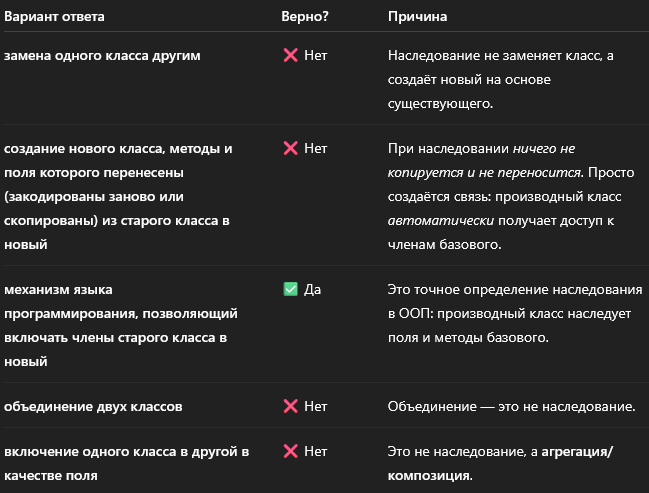 Вариант ответа Верно? Причина
замена одного класса другим ❌ Нет Наследование не заменяет класс, а
создаёт новый на основе
существующего.
создание нового класса, методы и ❌ Нет При наследовании ничего не
поля которого перенесены копируется и не переносится. Просто
(закодированы заново или создаётся связь: производный класс
скопированы) из старого класса в автоматически получает доступ к
новый членам базового.
механизм языка ✅ Да Это точное определение наследования
программирования, позволяющий в ООП: производный класс наследует
включать члены старого класса в поля и методы базового.
новый
объединение двух классов ❌ Нет Объединение — это не наследование.
включение одного класса в другой в ❌ Нет Это не наследование, а агрегация/
качестве поля композиция.